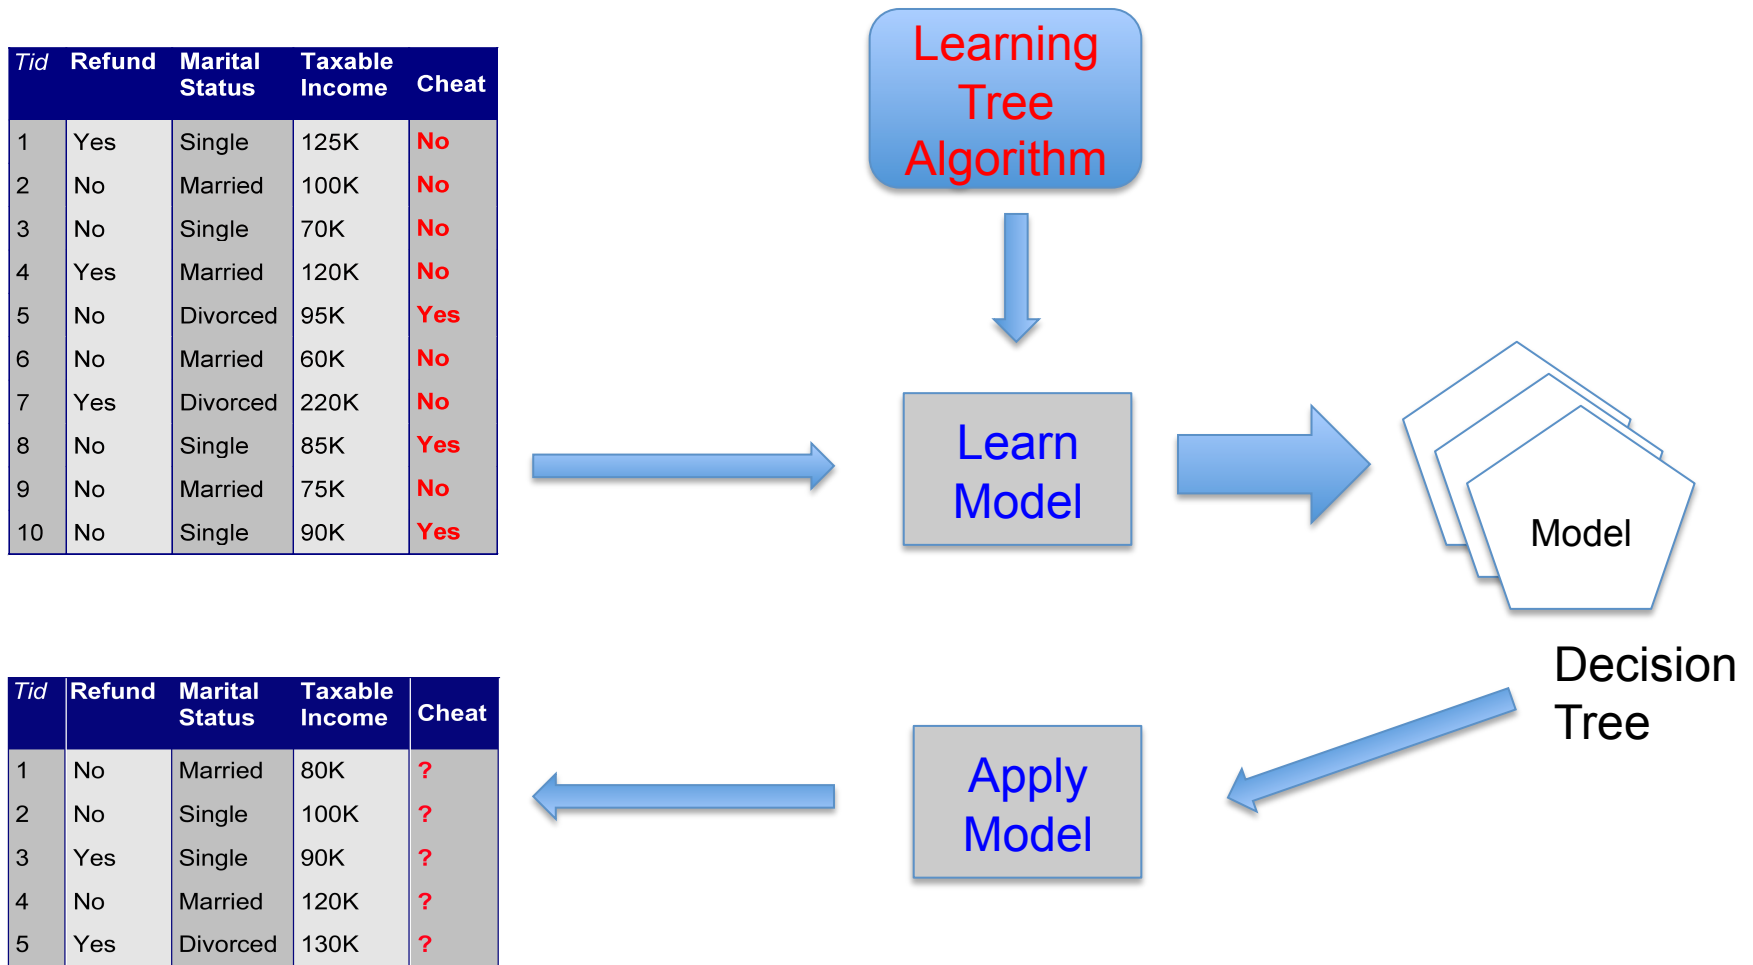 Tid Refund Marital Status Taxable Income Cheat
1 Yes Single 125K No
2 No Married 100K No
3 No Single 70K No
4 Yes Married 120K No
5 No Divorced 95K Yes
6 No Married 60K No
7 Yes Divorced 220K No
8 No Single 85K Yes
9 No Married 75K No
10 No Single 90K Yes
Learning
Tree
Algorithm
Learn
Model
Model
Decision
Tree
Apply
Model
Tid Refund Marital Status Taxable Income Cheat
1 No Married 80K ?
2 No Single 100K ?
3 Yes Single 90K ?
4 No Married 120K ?
5 Yes Divorced 130K ?